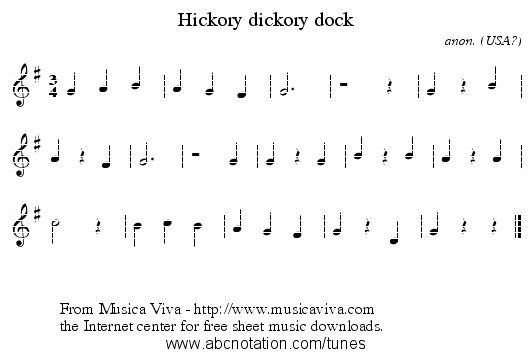 Hickory dickory dock
anon. (USA?)
3
4
From Musica Viva - http://www.musicaviva.com
the Internet center for free sheet music downloads.
www.abcnotation.com/tunes